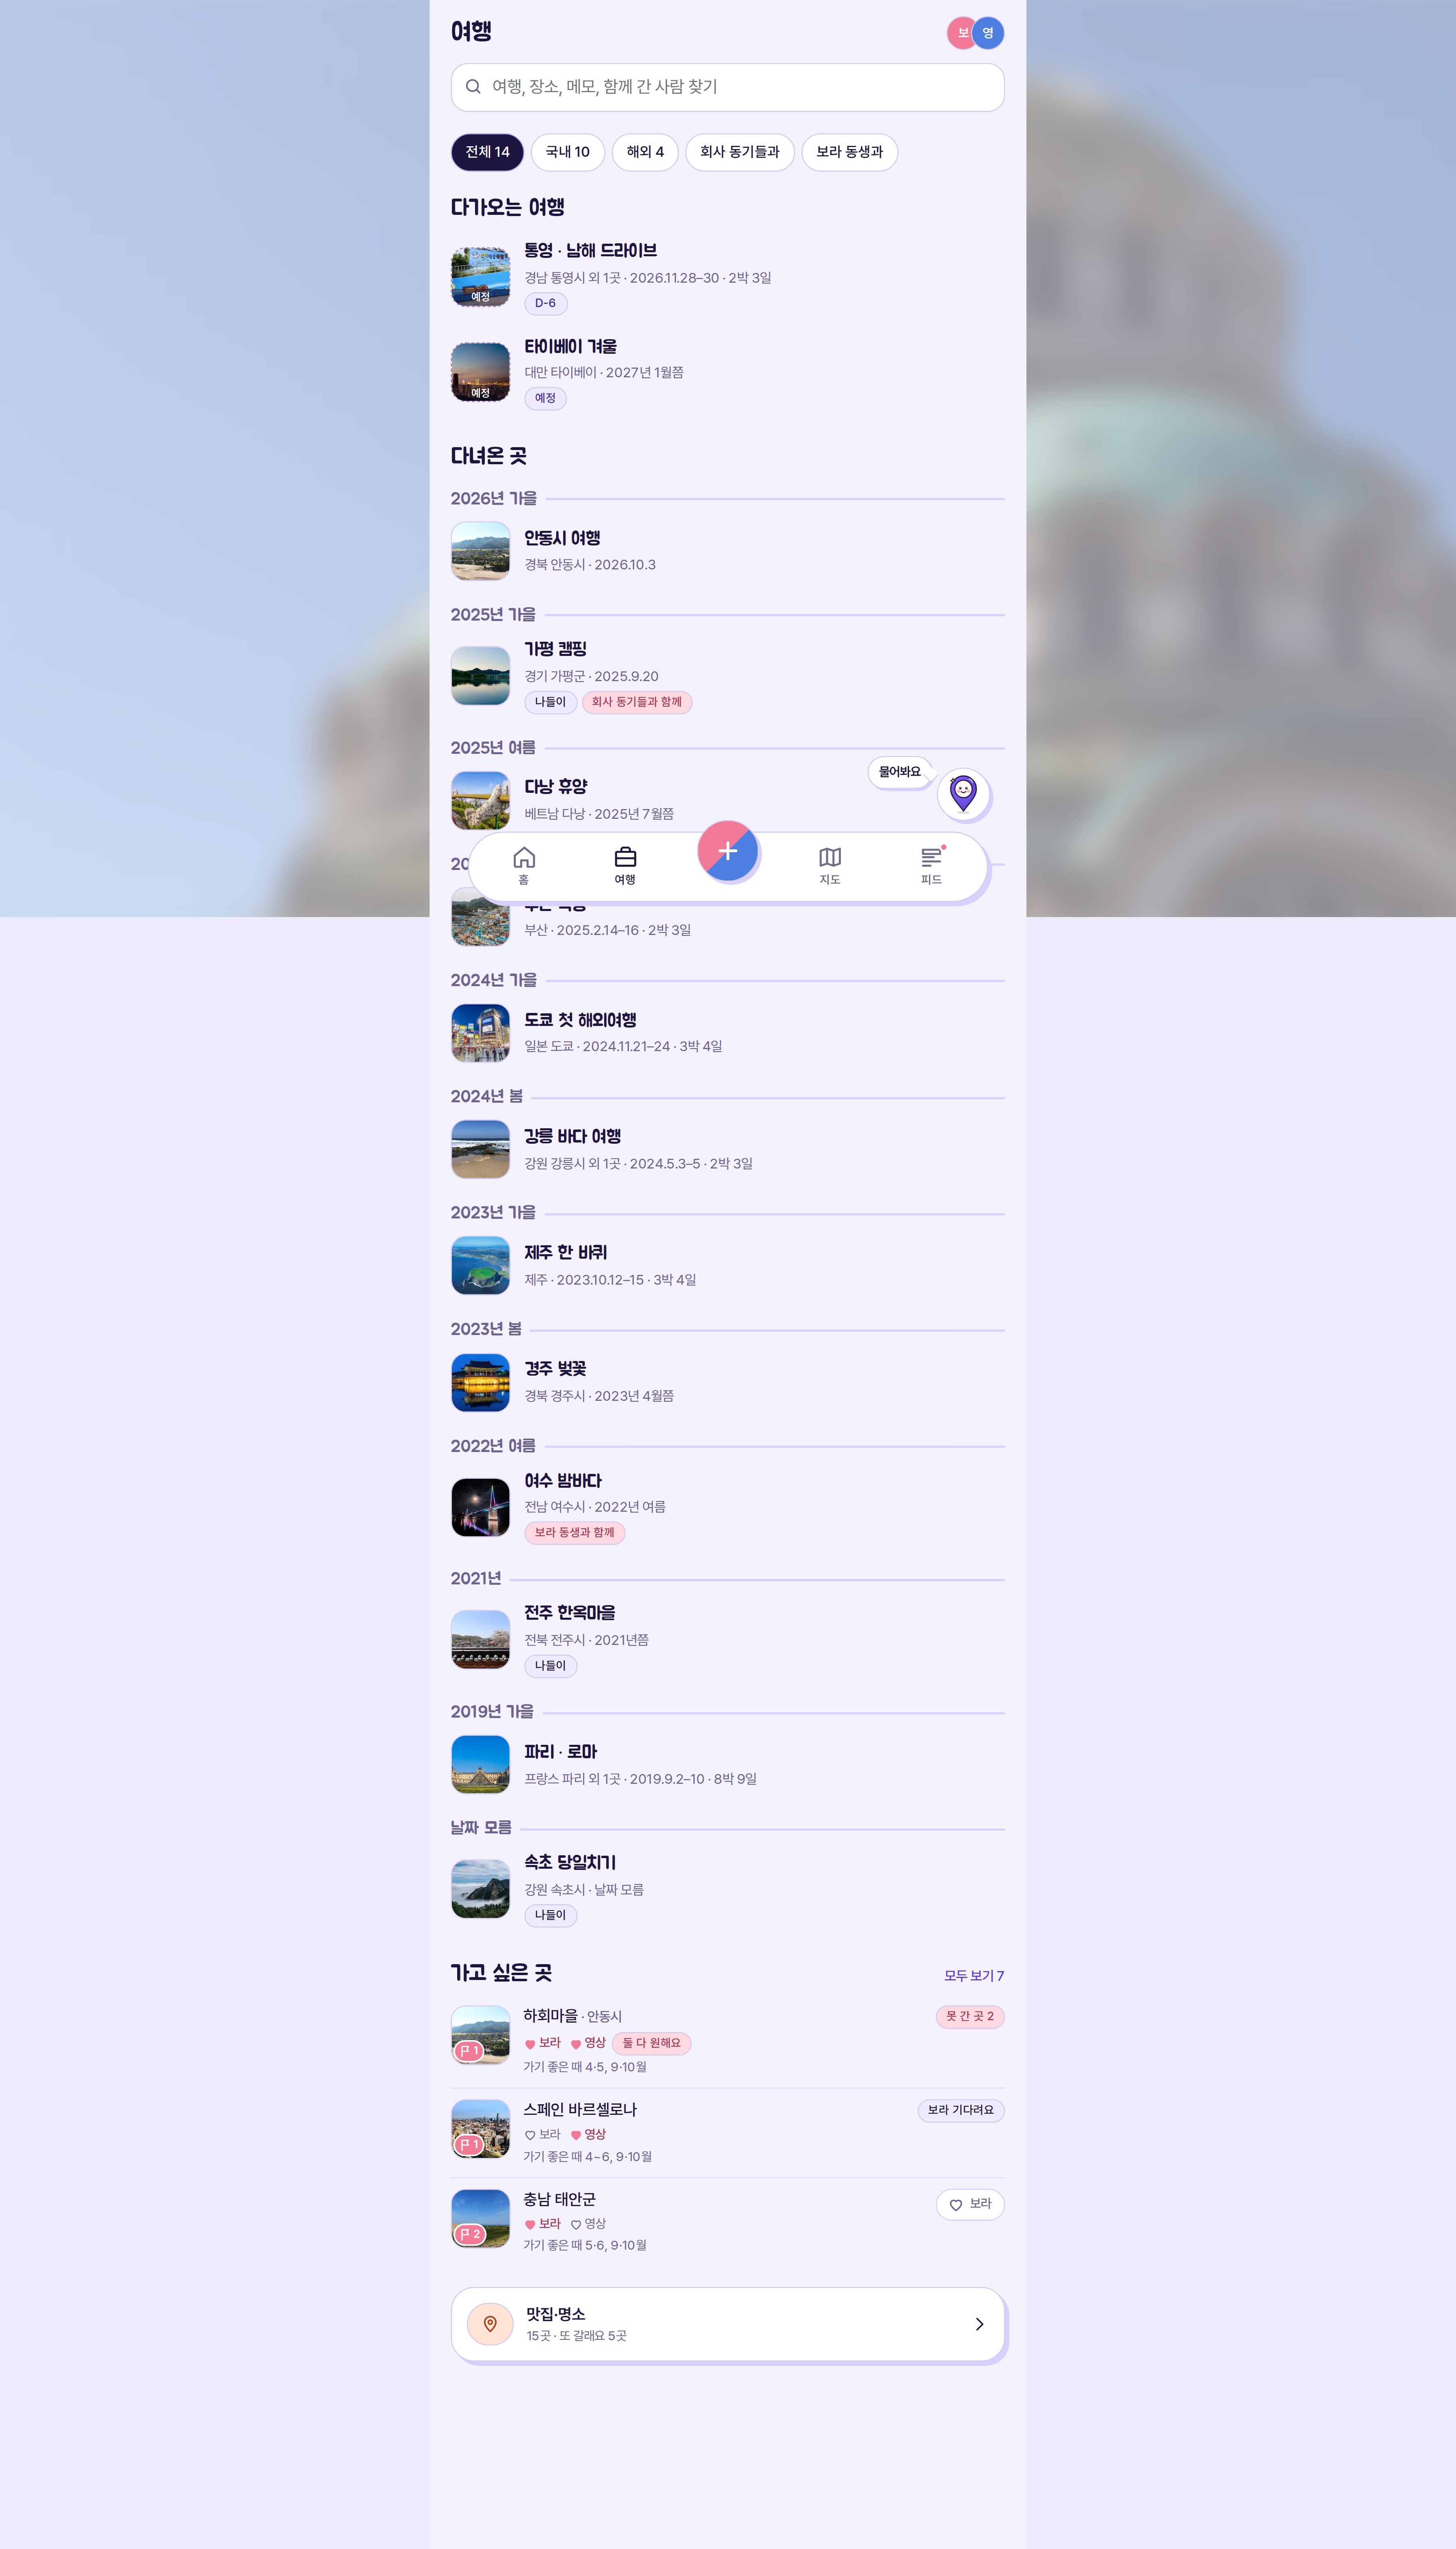 여행
보 영
여행, 장소, 메모, 함께 간 사람 찾기
전체 14 국내 10 해외 4 회사 동기들과 보라 동생과
다가오는 여행
통영 · 남해 드라이브
경남 통영시 외 1곳 · 2026.11.28–30 · 2박 3일
예정
D-6
타이베이 겨울
대만 타이베이 · 2027년 1월쯤
예정
예정
다녀온 곳
2026년 가을
안동시 여행
경북 안동시 · 2026.10.3
2025년 가을
가평 캠핑
경기 가평군 · 2025.9.20
나들이 회사 동기들과 함께
2025년 여름
물어봐요
다낭 휴양
베트남 다낭 · 2025년 7월쯤
홈 여행 지도 피드
부산 · 2025.2.14–16 · 2박 3일
2024년 가을
도쿄 첫 해외여행
일본 도쿄 · 2024.11.21–24 · 3박 4일
2024년 봄
강릉 바다 여행
강원 강릉시 외 1곳 · 2024.5.3–5 · 2박 3일
2023년 가을
제주 한 바퀴
제주 · 2023.10.12–15 · 3박 4일
2023년 봄
경주 벚꽃
경북 경주시 · 2023년 4월쯤
2022년 여름
여수 밤바다
전남 여수시 · 2022년 여름
보라 동생과 함께
2021년
전주 한옥마을
전북 전주시 · 2021년쯤
나들이
2019년 가을
파리 · 로마
프랑스 파리 외 1곳 · 2019.9.2–10 · 8박 9일
날짜 모름
속초 당일치기
강원 속초시 · 날짜 모름
나들이
가고 싶은 곳 모두 보기 7
하회마을 · 안동시 못 간 곳 2
보라 영상 둘 다 원해요
1
가기 좋은 때 4·5, 9·10월
스페인 바르셀로나 보라 기다려요
보라 영상
1
가기 좋은 때 4~6, 9·10월
충남 태안군 보라
보라 영상
2
가기 좋은 때 5·6, 9·10월
맛집·명소
15곳 · 또 갈래요 5곳